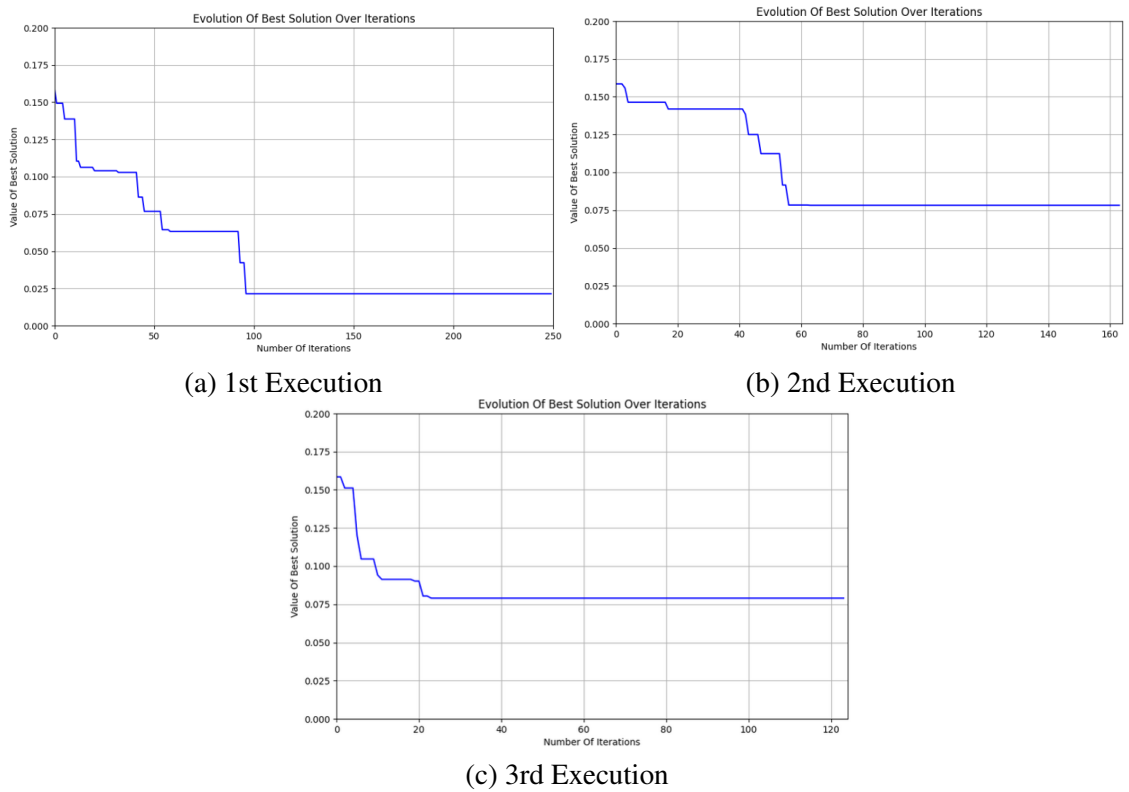 Evolution Of Best Solution Over Iterations
0.200
0.175
0.150
0.125
0.100
0.075
0.050
0.025
0.000
Value Of Best Solution
0 50 100 150 200 250
Number Of Iterations
(a) 1st Execution
Evolution Of Best Solution Over Iterations
0.200
0.175
0.150
0.125
0.100
0.075
0.050
0.025
0.000
Value Of Best Solution
0 20 40 60 80 100 120 140 160
Number Of Iterations
(b) 2nd Execution
Evolution Of Best Solution Over Iterations
0.200
0.175
0.150
0.125
0.100
0.075
0.050
0.025
0.000
Value Of Best Solution
0 20 40 60 80 100 120
Number Of Iterations
(c) 3rd Execution